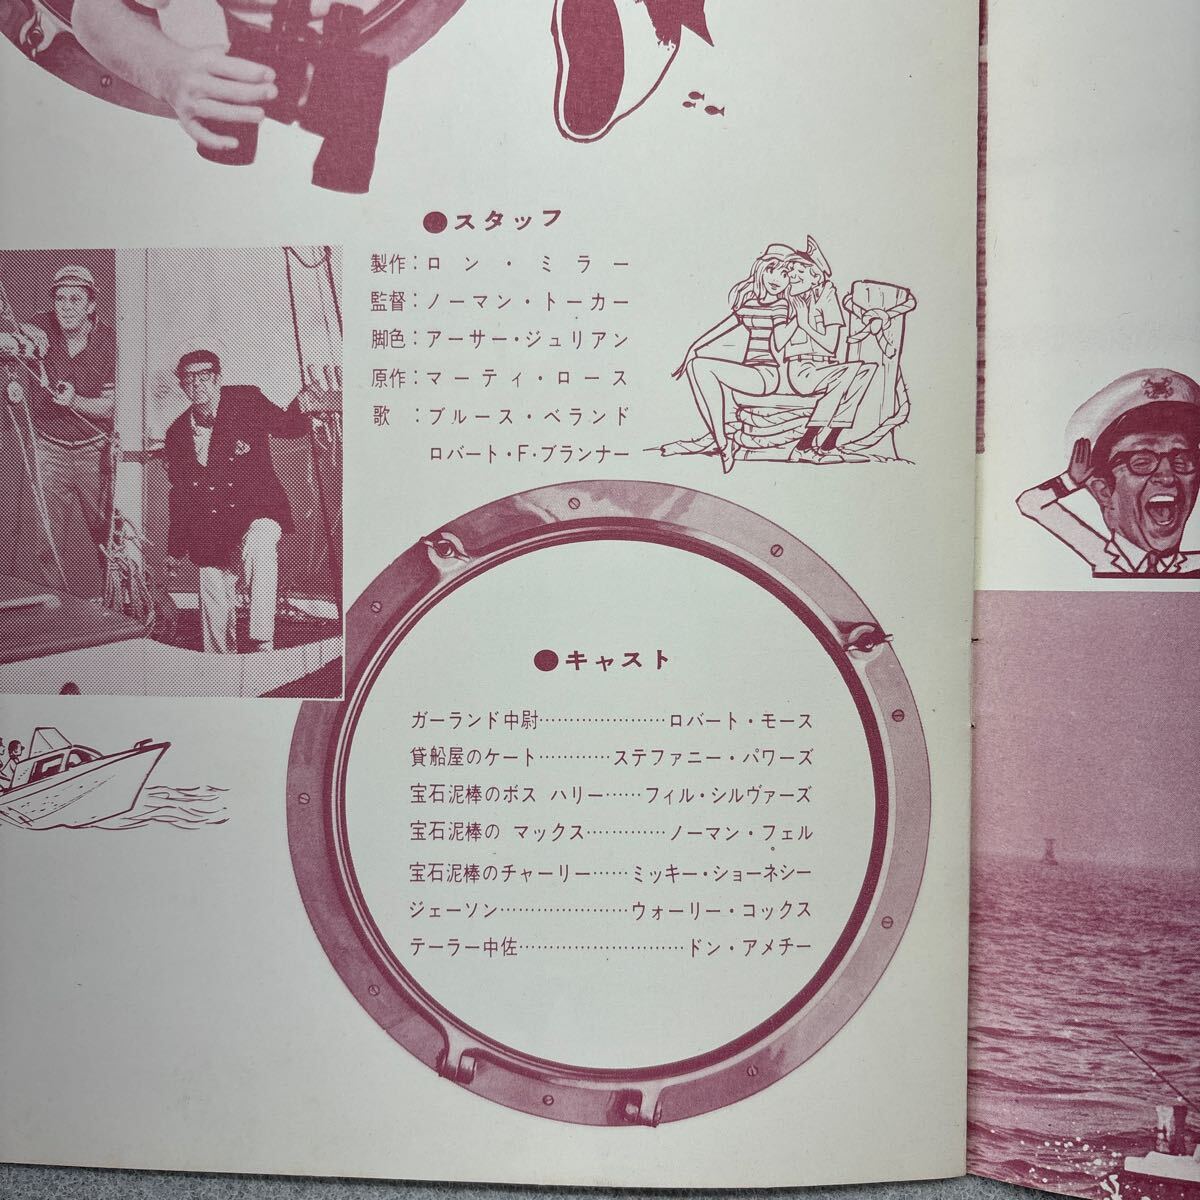 ●スタッフ
製作：ロン・ミラー
監督：ノーマン・トーカー
脚色：アーサー・ジュリアン
原作：マーティ・ロース
歌：ブルース・ベランド
ロバート・F・ブランナー
●キャスト
ガーランド中尉…………………ロバート・モース
貸船屋のケート…………ステファニー・パワーズ
宝石泥棒のボス ハリー……フィル・シルヴァーズ
宝石泥棒の マックス…………ノーマン・フェル
宝石泥棒のチャーリー……ミッキー・ショーネシー
ジェーソン…………………ウォーリー・コックス
テーラー中佐………………………ドン・アメチー